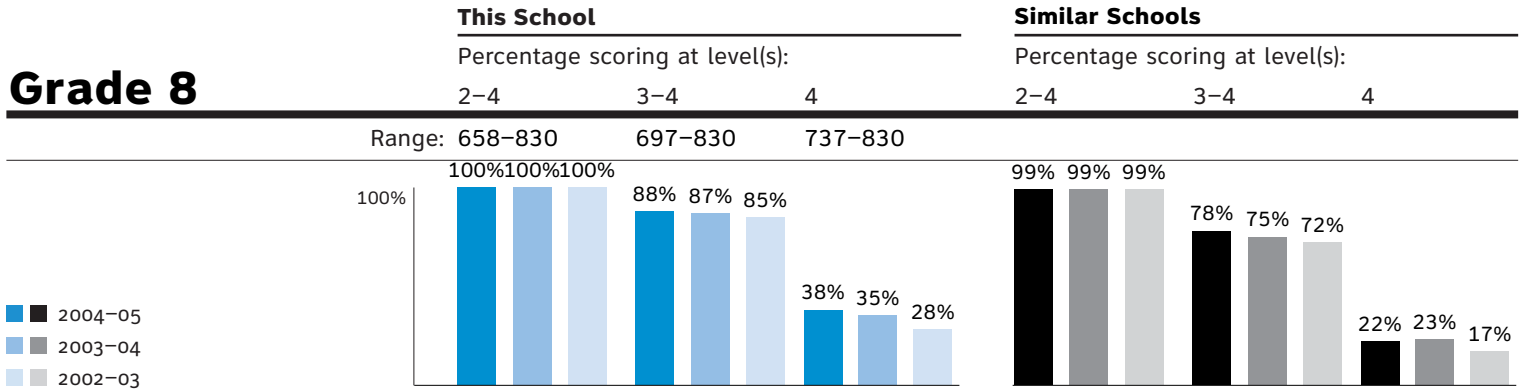 This School Similar Schools
Percentage scoring at level(s): Percentage scoring at level(s):
Grade 8 2–4 3–4 4 2–4 3–4 4
Range: 658–830 697–830 737–830
100% 100% 100% 88% 87% 85% 38% 35% 28% 99% 99% 99% 78% 75% 72% 22% 23% 17%
100%
2004–05
2003–04
2002–03